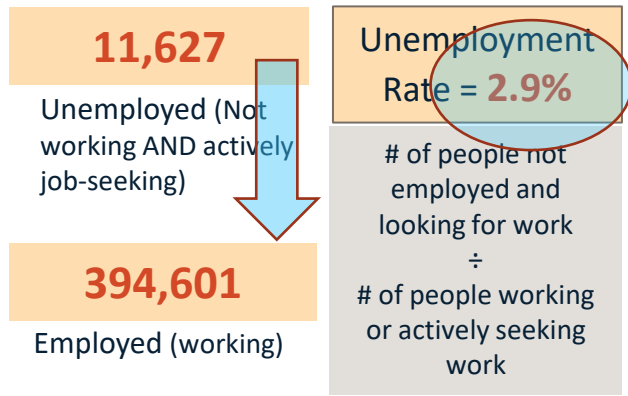 11,627
Unemployed (Not
working AND actively
job-seeking)
394,601
Employed (working)
Unemployment
Rate = 2.9%
# of people not
employed and
looking for work
÷
# of people working
or actively seeking
work